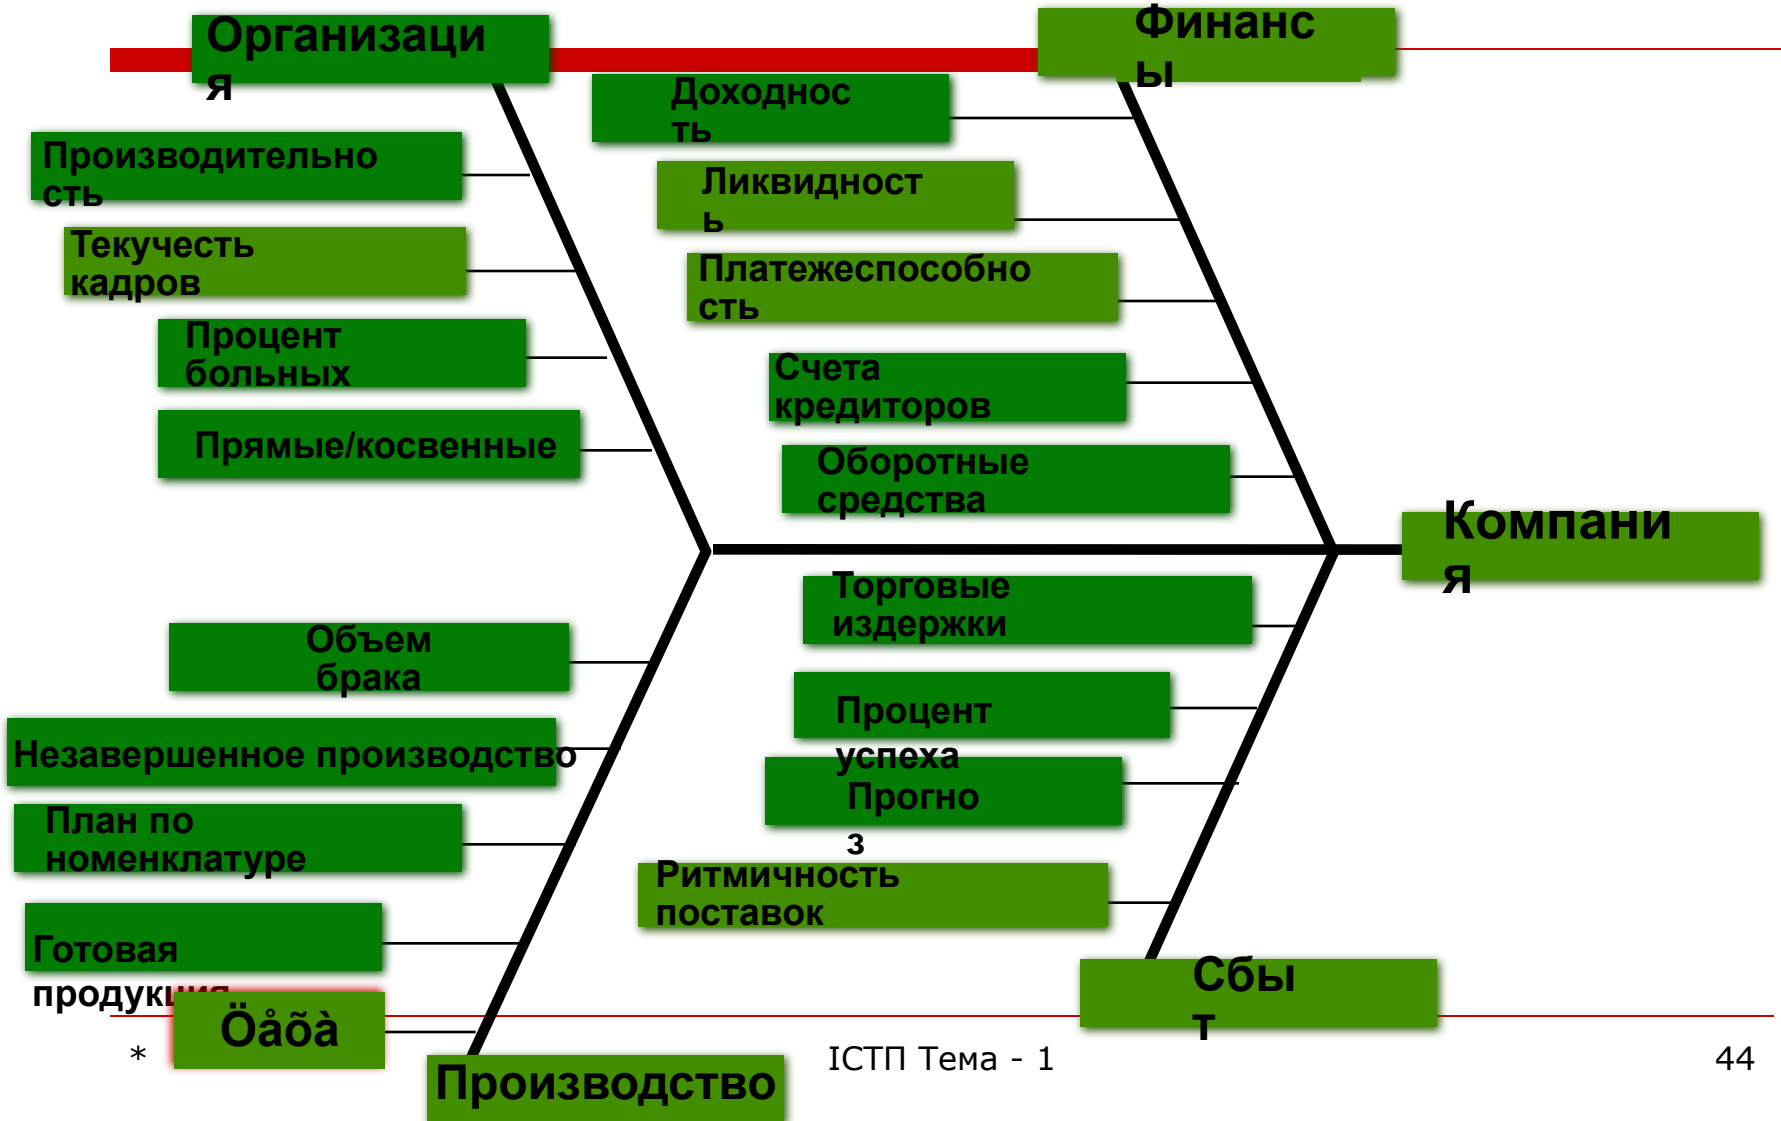 Организаци
я
Финанс
ы
Доходнос
ть
Производительно
сть
Ликвидност
ь
Текучесть
кадров
Платежеспособно
сть
Процент
больных
Счета
кредиторов
Прямые/косвенные
Оборотные
средства
Компани
я
Торговые
издержки
Объем
брака
Процент
успеха
Незавершенное производство
Прогно
з
План по
номенклатуре
Ритмичность
поставок
Готовая
продукция
Сбы
т
Öåõà
Производство
*
ІСТП Тема - 1
44